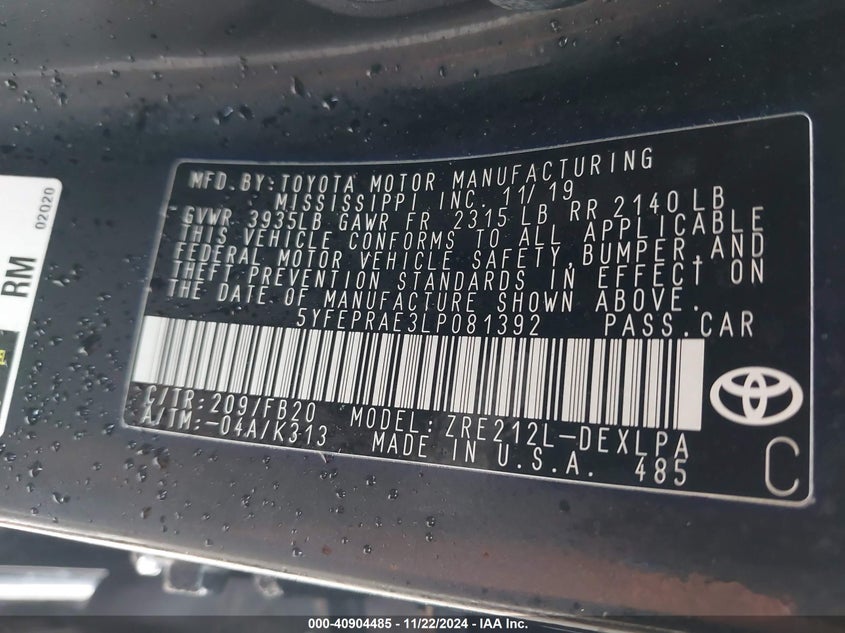 MFD. BY: TOYOTA MOTOR MANUFACTURING
MISSISSIPPI INC. 11/19
GVWR 3935LB GAWR FR 2315 LB RR 2140 LB
THIS VEHICLE CONFORMS TO ALL APPLICABLE
FEDERAL MOTOR VEHICLE SAFETY, BUMPER, AND
THEFT PREVENTION STANDARDS IN EFFECT ON
THE DATE OF MANUFACTURE SHOWN ABOVE.
5YFEPRAE3LP081392 PASS.CAR
C/TR: 209/FB20 MODEL: ZRE212L-DEXLPA
A/TM: -04A/K313 MADE IN U.S.A. 485
C
RM
02020
000-40904485 - 11/22/2024 - IAA Inc.